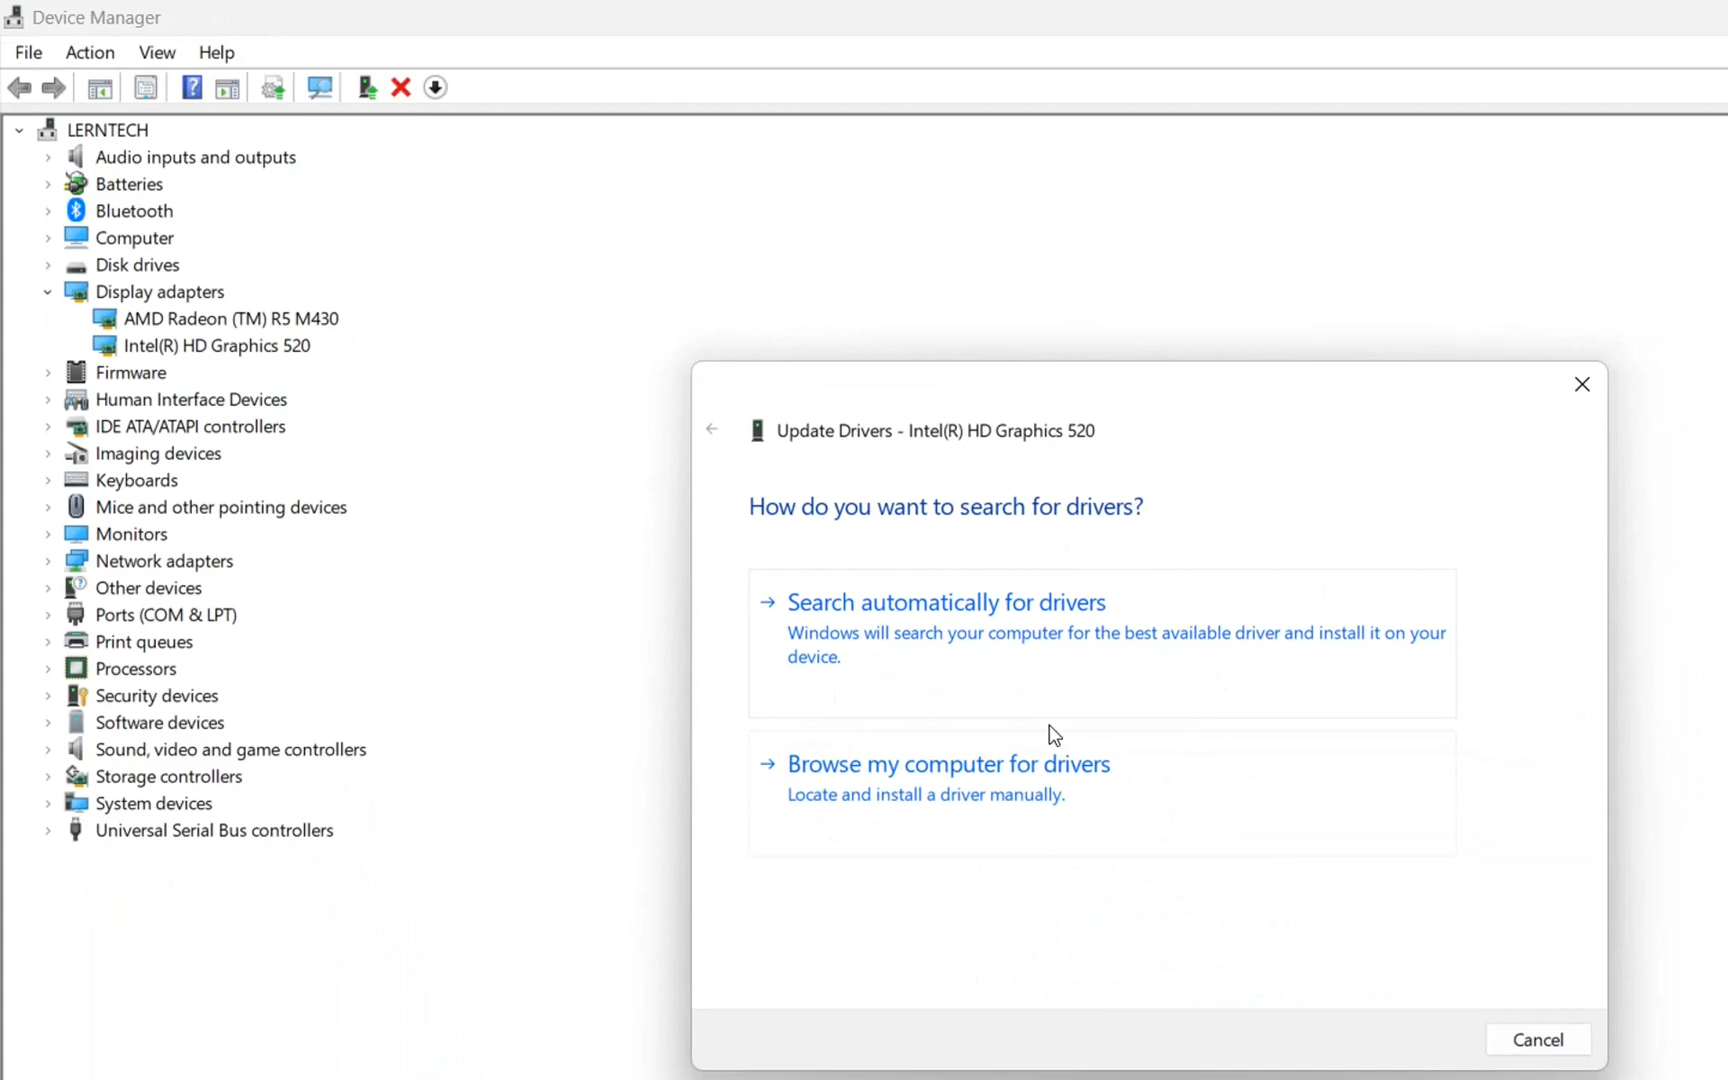 Device Manager
File Action View Help
LERNTECH
Audio inputs and outputs
Batteries
Bluetooth
Computer
Disk drives
Display adapters
AMD Radeon (TM) R5 M430
Intel(R) HD Graphics 520
Firmware
Human Interface Devices
IDE ATA/ATAPI controllers
Imaging devices
Keyboards
Mice and other pointing devices
Monitors
Network adapters
Other devices
Ports (COM & LPT)
Print queues
Processors
Security devices
Software devices
Sound, video and game controllers
Storage controllers
System devices
Universal Serial Bus controllers
Update Drivers - Intel(R) HD Graphics 520
How do you want to search for drivers?
Search automatically for drivers
Windows will search your computer for the best available driver and install it on your
device.
Browse my computer for drivers
Locate and install a driver manually.
Cancel